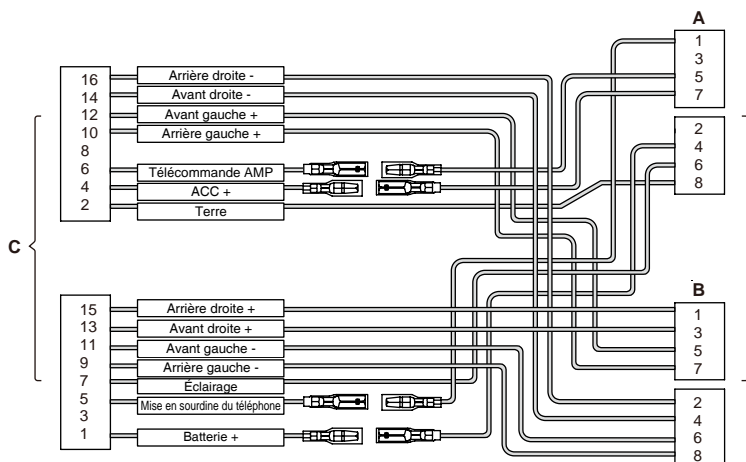 A
16 Arrière droite - 1
14 Avant droite - 3
12 Avant gauche + 5
10 Arrière gauche + 7
8
6 Télécommande AMP
4 ACC +
2 Terre
2
4
6
8
C
B
15 Arrière droite + 1
13 Avant droite + 3
11 Avant gauche - 5
9 Arrière gauche - 7
7 Éclairage
5 Mise en sourdine du téléphone
3
1 Batterie +
2
4
6
8